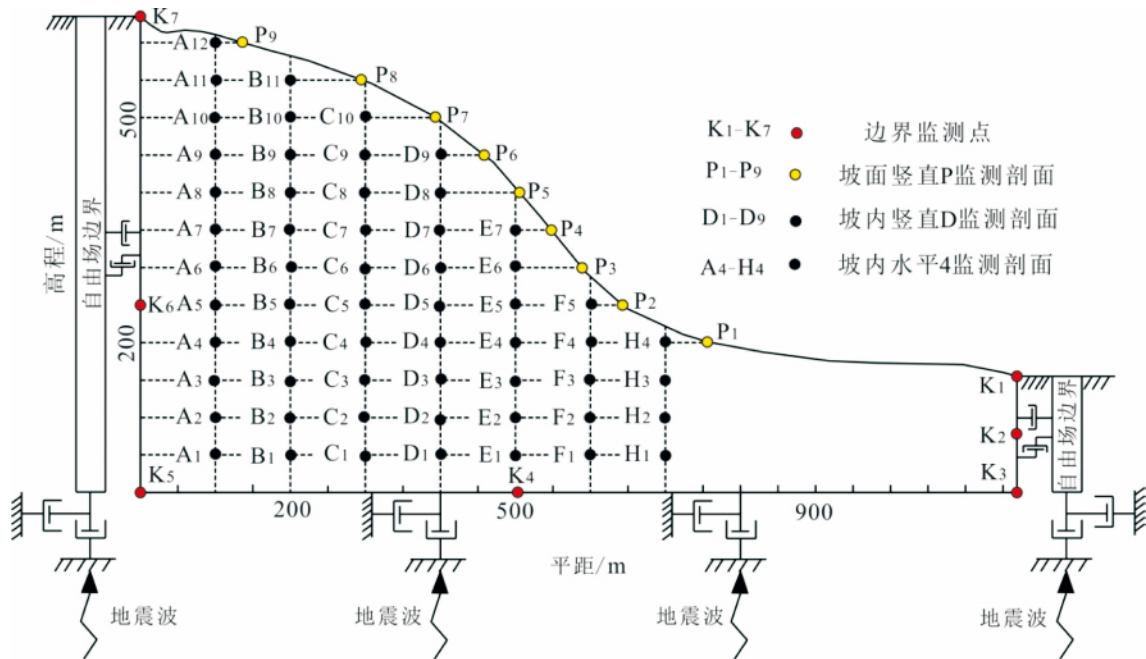 K7
A12 P9
A11 B11 P8
A10 B10 C10 P7
A9 B9 C9 D9 P6
A8 B8 C8 D8 P5
A7 B7 C7 D7 E7 P4
A6 B6 C6 D6 E6 P3
K6 A5 B5 C5 D5 E5 F5 P2
A4 B4 C4 D4 E4 F4 H4 P1
A3 B3 C3 D3 E3 F3 H3
A2 B2 C2 D2 E2 F2 H2
A1 B1 C1 D1 E1 F1 H1
K5 K4
K1
K2
K3
500
200
高程/m
自由场边界
K1-K7 边界监测点
P1-P9 坡面竖直P监测剖面
D1-D9 坡内竖直D监测剖面
A4-H4 坡内水平4监测剖面
自由场边界
200 500 900
平距/m
地震波 地震波 地震波 地震波